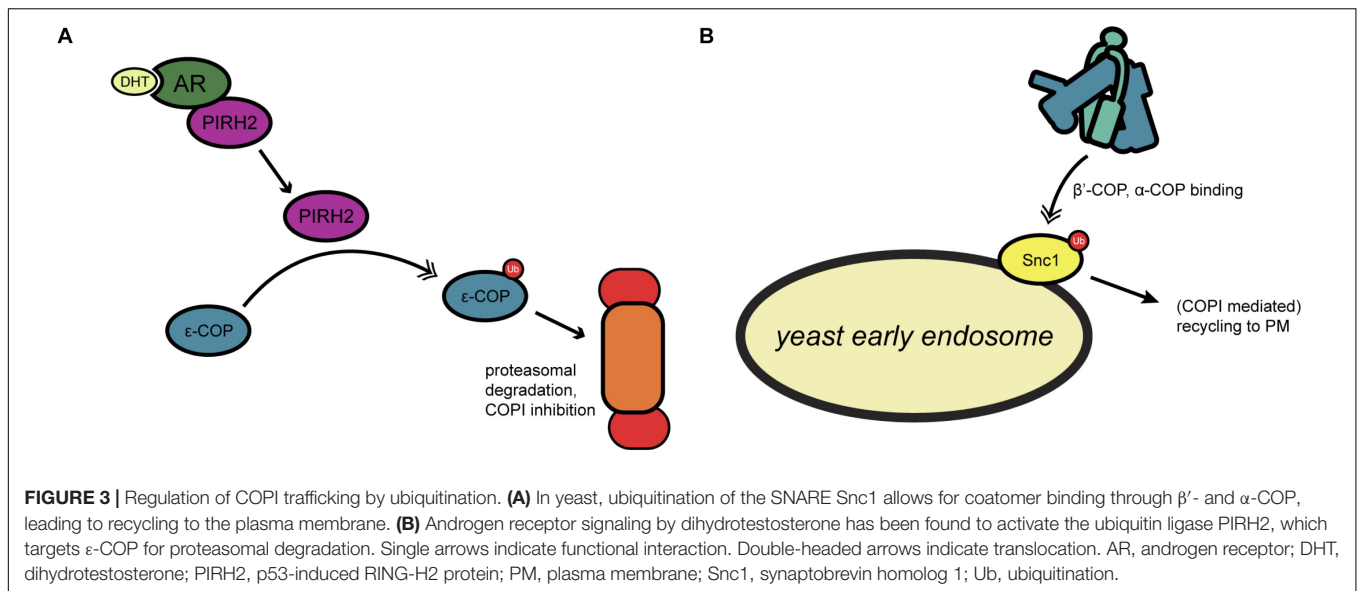 A
DHT
AR
PIRH2
PIRH2
ε-COP
Ub
ε-COP
proteasomal
degradation,
COPI inhibition
B
β'-COP, α-COP binding
Ub
Snc1
(COPI mediated)
recycling to PM
yeast early endosome
FIGURE 3 | Regulation of COPI trafficking by ubiquitination. (A) In yeast, ubiquitination of the SNARE Snc1 allows for coatomer binding through β′- and α-COP,
leading to recycling to the plasma membrane. (B) Androgen receptor signaling by dihydrotestosterone has been found to activate the ubiquitin ligase PIRH2, which
targets ε-COP for proteasomal degradation. Single arrows indicate functional interaction. Double-headed arrows indicate translocation. AR, androgen receptor; DHT,
dihydrotestosterone; PIRH2, p53-induced RING-H2 protein; PM, plasma membrane; Snc1, synaptobrevin homolog 1; Ub, ubiquitination.